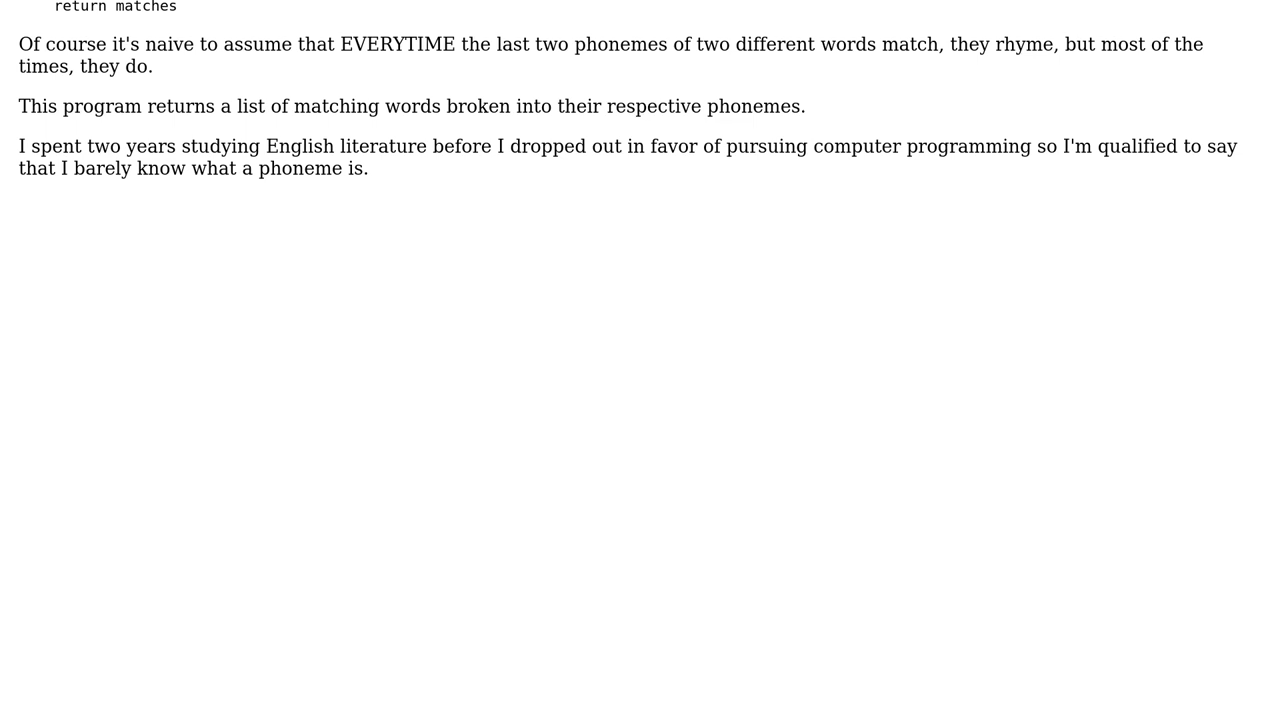 return matches
Of course it's naive to assume that EVERYTIME the last two phonemes of two different words match, they rhyme, but most of the
times, they do.
This program returns a list of matching words broken into their respective phonemes.
I spent two years studying English literature before I dropped out in favor of pursuing computer programming so I'm qualified to say
that I barely know what a phoneme is.